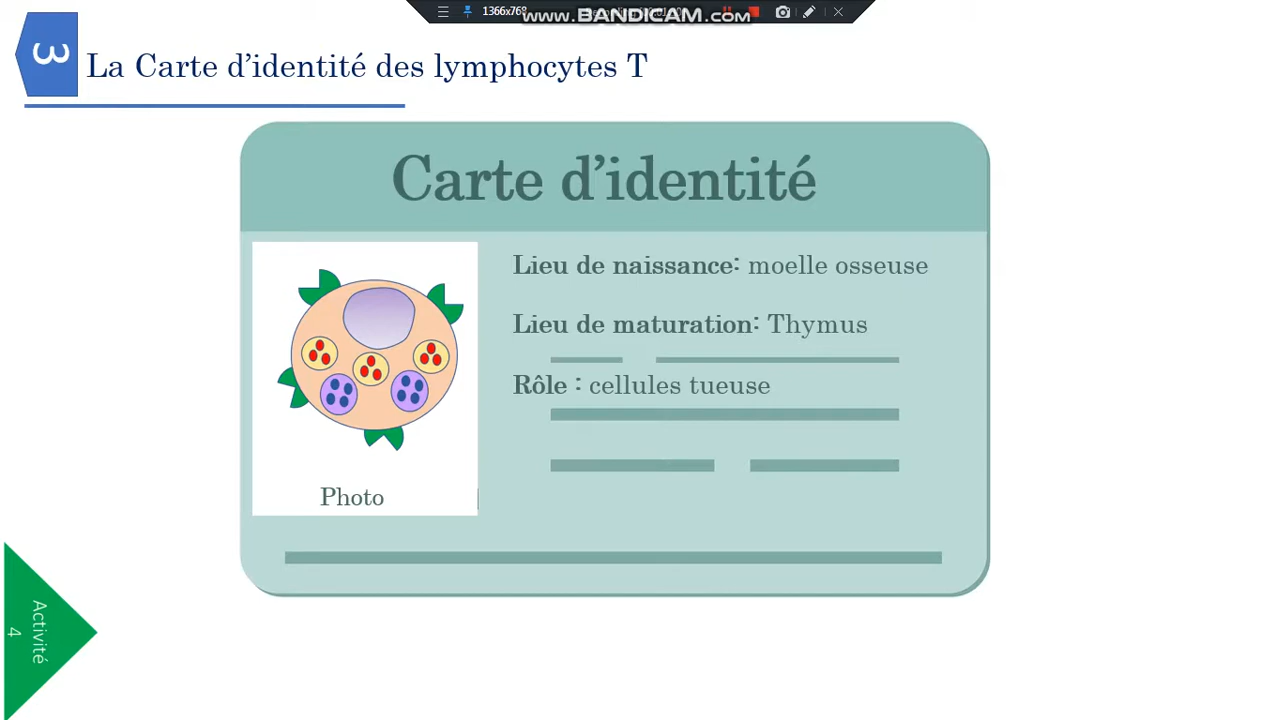 1366x768
www.BANDICAM.com
3
La Carte d'identité des lymphocytes T
Carte d'identité
Lieu de naissance: moelle osseuse
Lieu de maturation: Thymus
Rôle : cellules tueuse
Photo
Activité
4